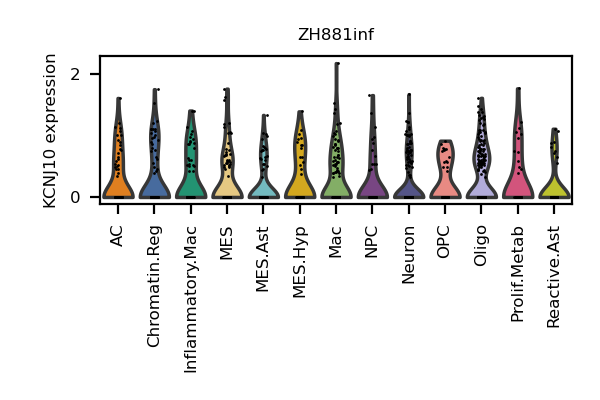 ZH881inf
KCNJ10 expression
2
0
AC
Chromatin.Reg
Inflammatory.Mac
MES
MES.Ast
MES.Hyp
Mac
NPC
Neuron
OPC
Oligo
Prolif.Metab
Reactive.Ast